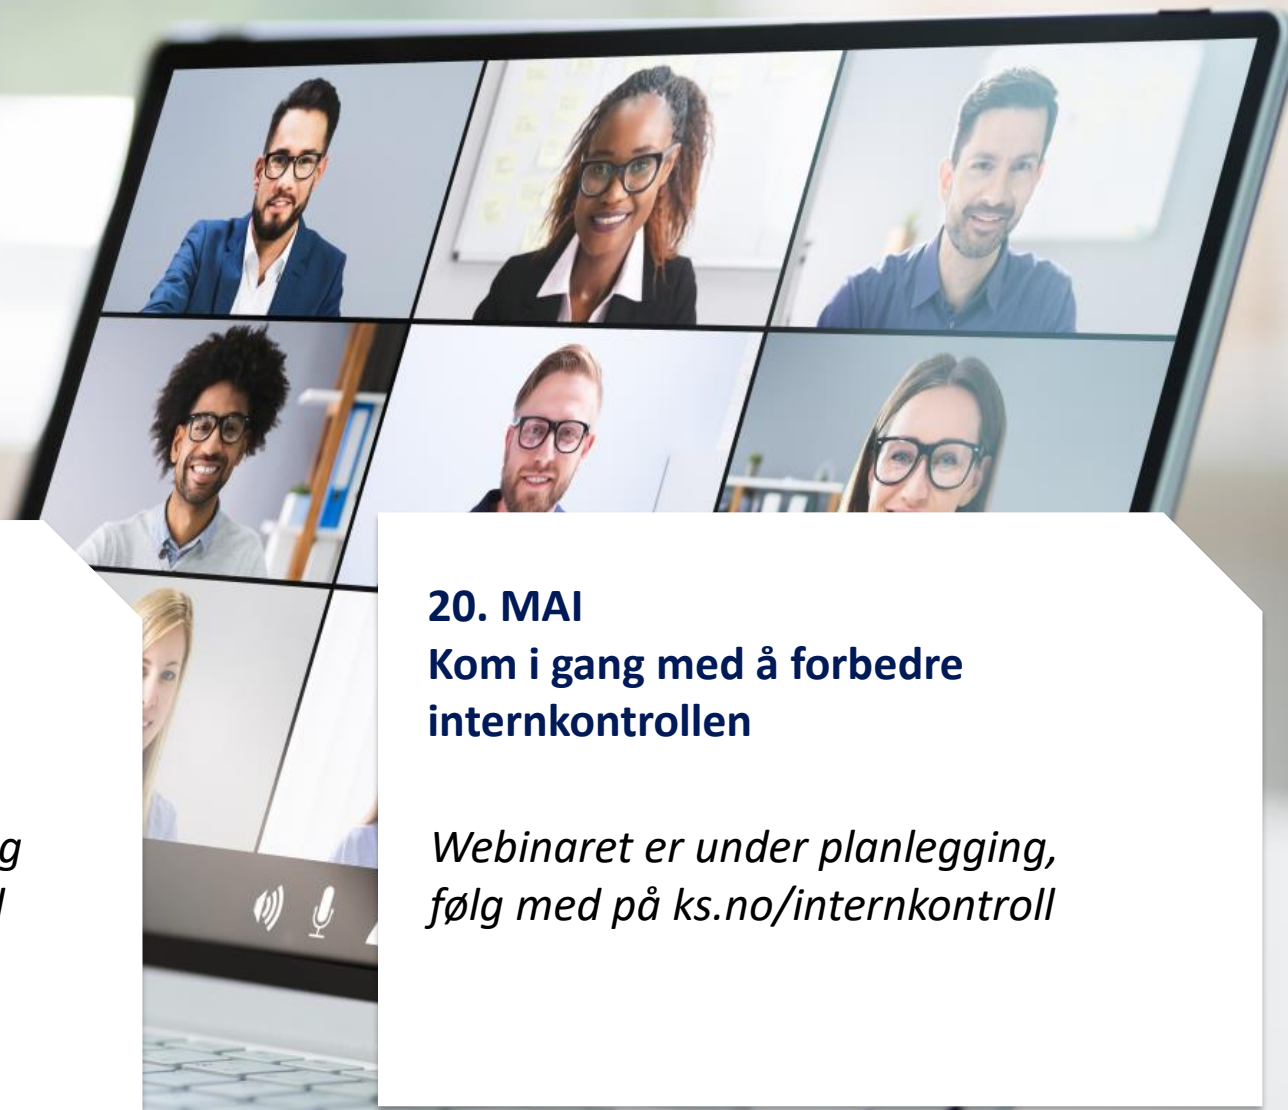 20. MAI
Kom i gang med å forbedre
internkontrollen
Webinaret er under planlegging,
følg med på ks.no/internkontroll